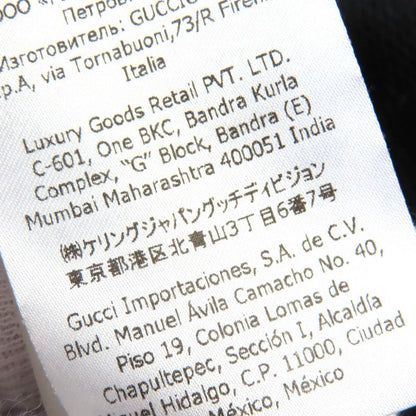 Изготовитель: GUCCIO
S.p.A, via Tornabuoni,73/R Firenze
Italia
Luxury Goods Retail PVT. LTD.
C-601, One BKC, Bandra Kurla
Complex, “G” Block, Bandra (E)
Mumbai Maharashtra 400051 India
㈱ケリングジャパングッチディビジョン
東京都港区北青山3丁目6番7号
Gucci Importaciones, S.A. de C.V.
Blvd. Manuel Ávila Camacho No. 40,
Piso 19, Colonia Lomas de
Chapultepec, Sección I, Alcaldía
Miguel Hidalgo, C.P. 11000, Ciudad
México, México
México